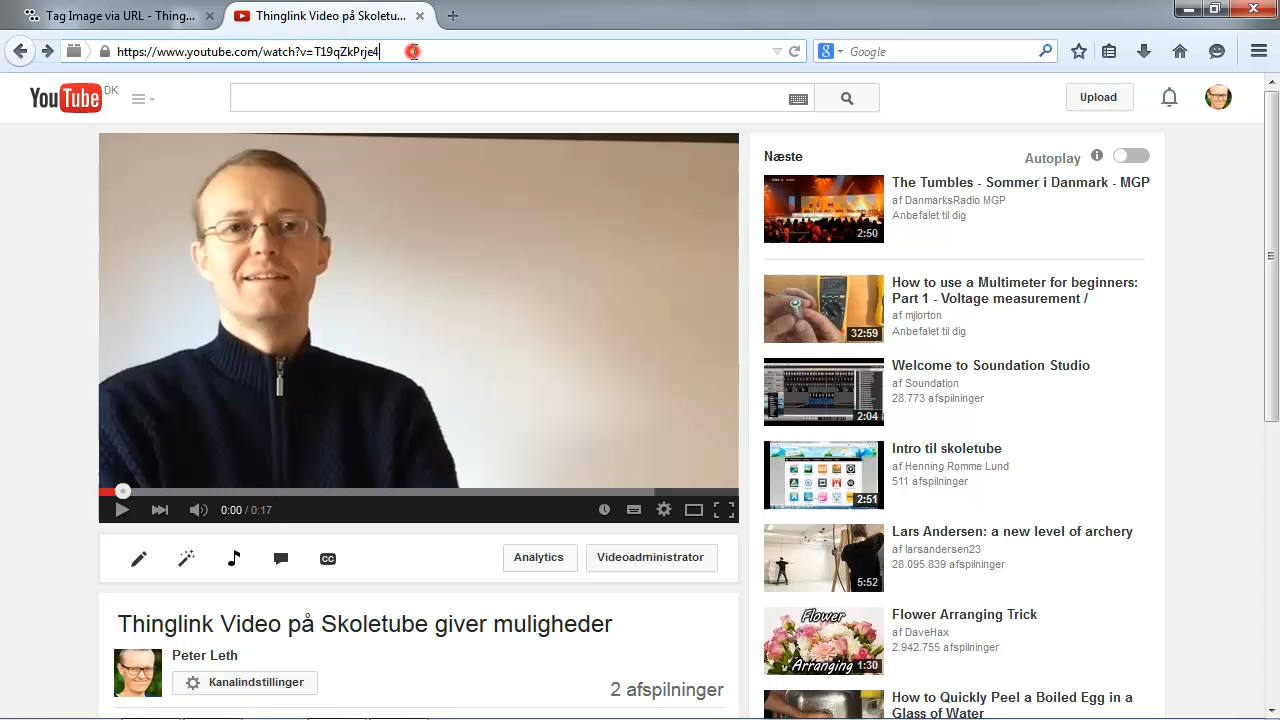 Tag Image via URL - Thing...
Thinglink Video på Skoletu...
https://www.youtube.com/watch?v=T19qZkPrje4
Google
YouTube DK
Upload
Næste
Autoplay
The Tumbles - Sommer i Danmark - MGP
af DanmarksRadio MGP
Anbefalet til dig
2:50
How to use a Multimeter for beginners:
Part 1 - Voltage measurement /
af mjlorton
Anbefalet til dig
32:59
Welcome to Soundation Studio
af Soundation
28.773 afspilninger
2:04
Intro til skoletube
af Henning Romme Lund
511 afspilninger
2:51
Lars Andersen: a new level of archery
af larsandersen23
28.095.839 afspilninger
5:52
Flower Arranging Trick
af DaveHax
2.942.755 afspilninger
Flower
Arranging
1:30
How to Quickly Peel a Boiled Egg in a
Glass of Water
0:00 / 0:17
CC
Analytics
Videoadministrator
Thinglink Video på Skoletube giver muligheder
Peter Leth
Kanalindstillinger
2 afspilninger